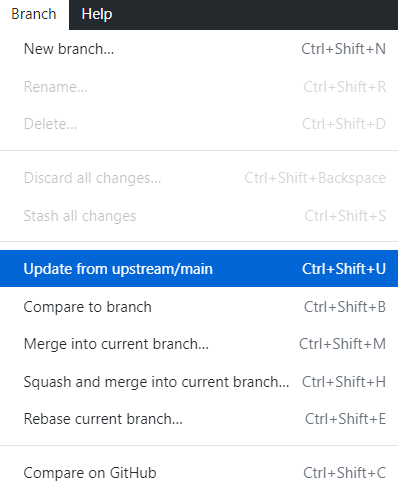 Branch Help
New branch... Ctrl+Shift+N
Rename... Ctrl+Shift+R
Delete... Ctrl+Shift+D
Discard all changes... Ctrl+Shift+Backspace
Stash all changes Ctrl+Shift+S
Update from upstream/main Ctrl+Shift+U
Compare to branch Ctrl+Shift+B
Merge into current branch... Ctrl+Shift+M
Squash and merge into current branch... Ctrl+Shift+H
Rebase current branch... Ctrl+Shift+E
Compare on GitHub Ctrl+Shift+C